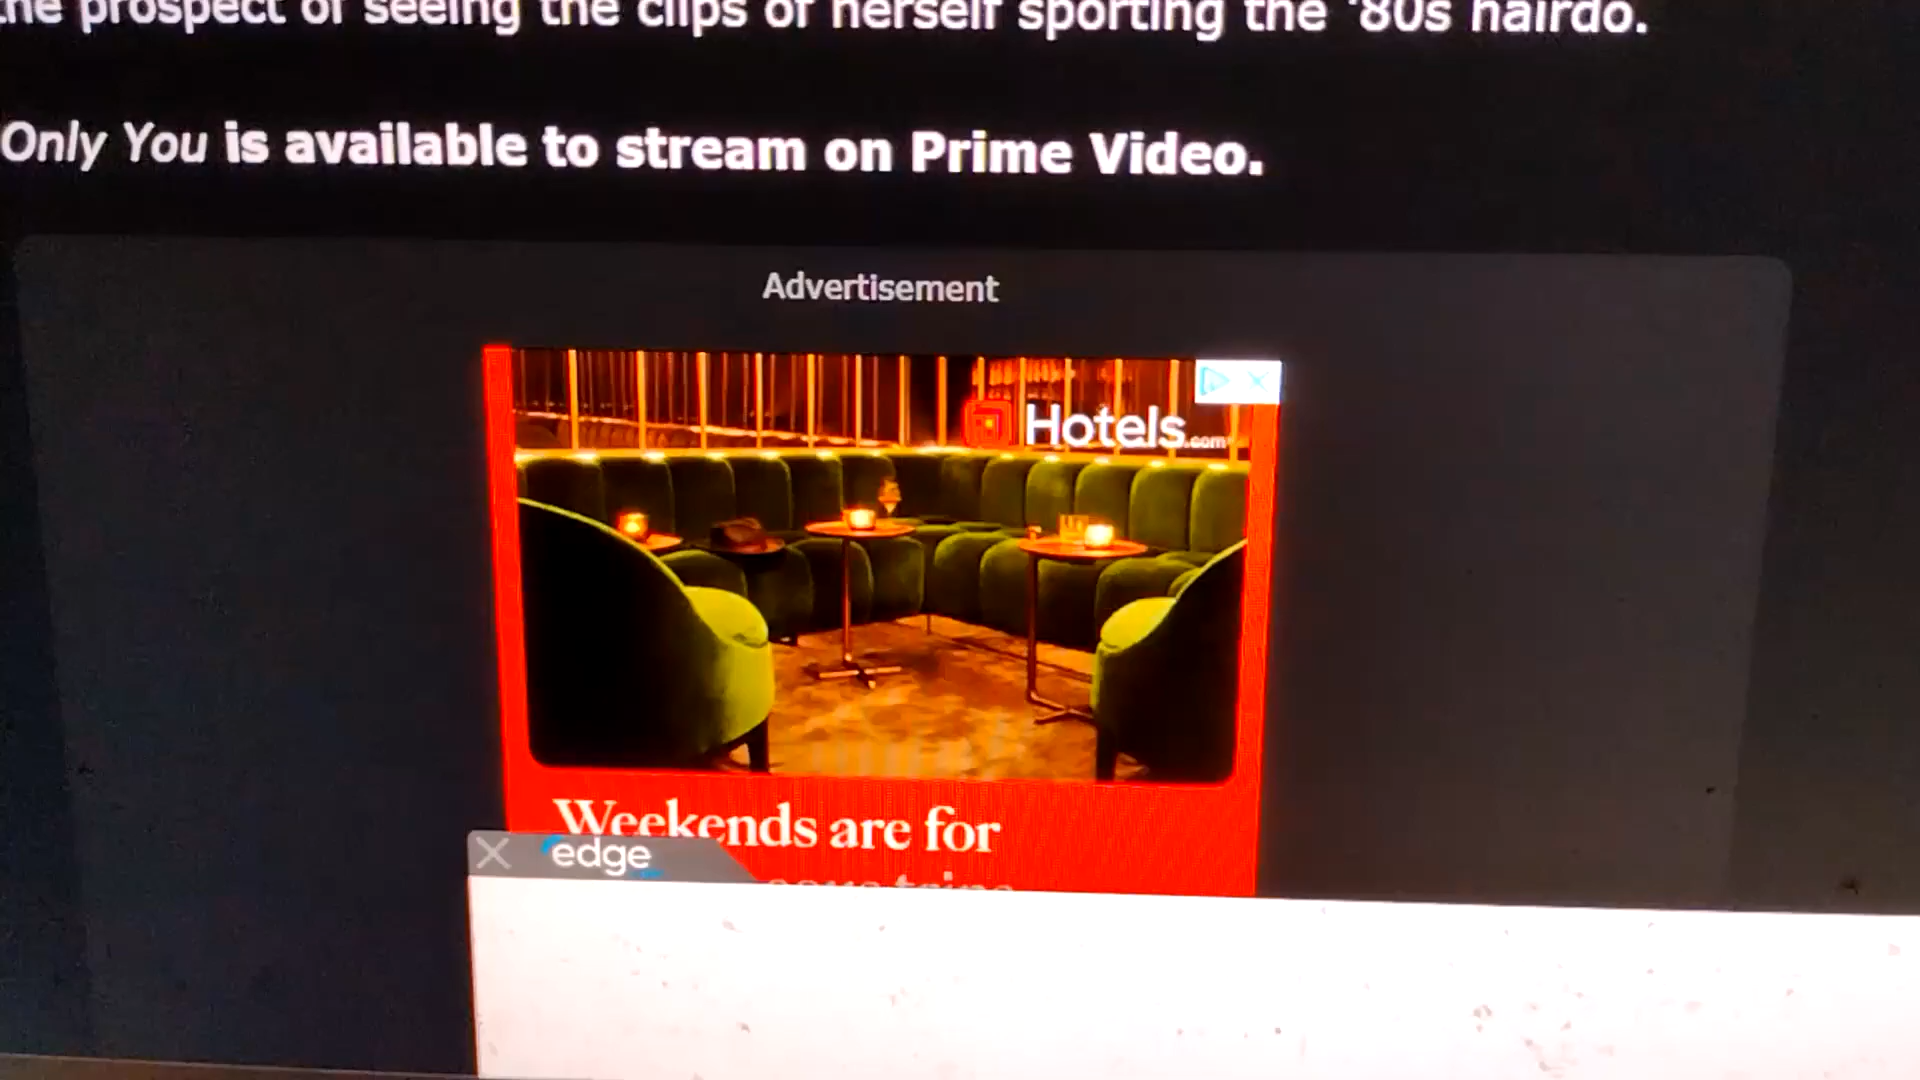 the prospect of seeing the clips of herself sporting the '80s hairdo.
Only You is available to stream on Prime Video.
Advertisement
Hotels.com
Weekends are for
edge